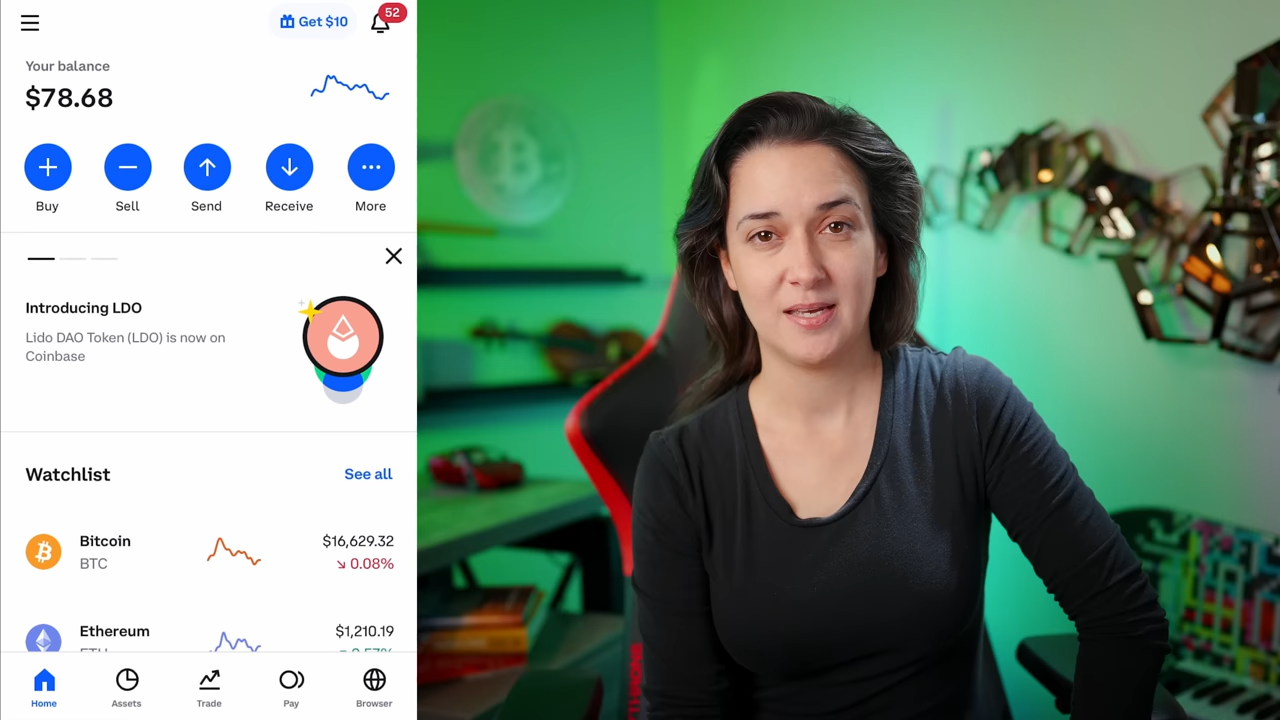 Get $10
52
Your balance
$78.68
Buy
Sell
Send
Receive
More
Introducing LDO
Lido DAO Token (LDO) is now on
Coinbase
Watchlist
See all
Bitcoin
$16,629.32
BTC
↘ 0.08%
Ethereum
$1,210.19
Home
Assets
Trade
Pay
Browser